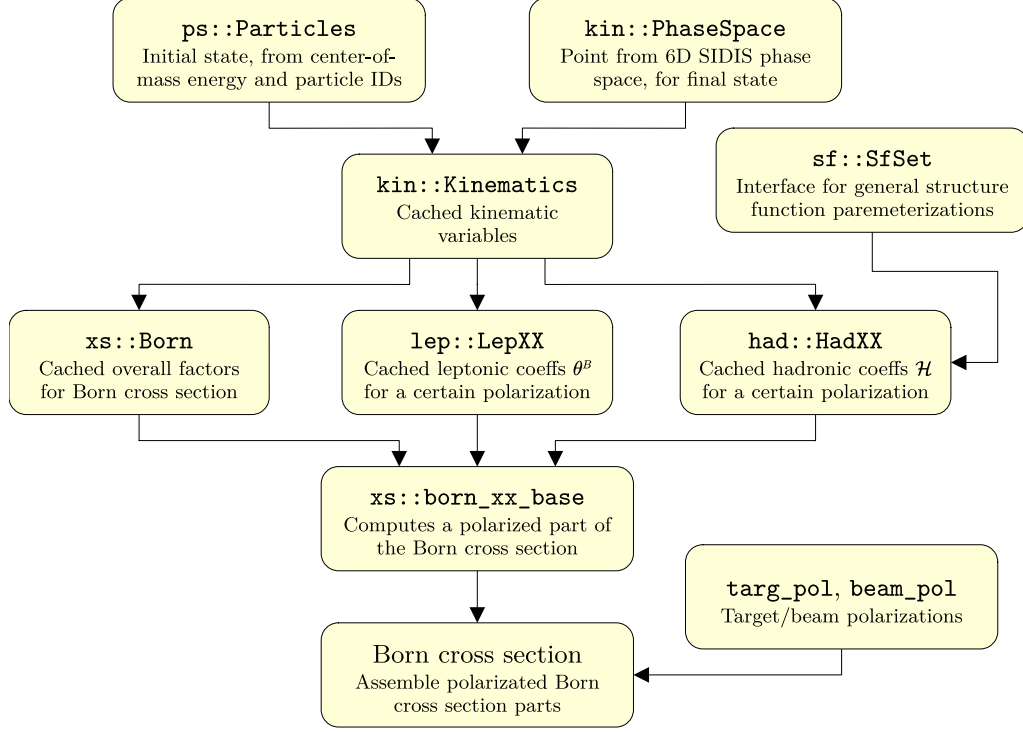 ps::Particles
Initial state, from center-of-
mass energy and particle IDs
kin::PhaseSpace
Point from 6D SIDIS phase
space, for final state
kin::Kinematics
Cached kinematic
variables
sf::SfSet
Interface for general structure
function paremeterizations
xs::Born
Cached overall factors
for Born cross section
lep::LepXX
Cached leptonic coeffs θ^B
for a certain polarization
had::HadXX
Cached hadronic coeffs ℋ
for a certain polarization
xs::born_xx_base
Computes a polarized part of
the Born cross section
targ_pol, beam_pol
Target/beam polarizations
Born cross section
Assemble polarizated Born
cross section parts